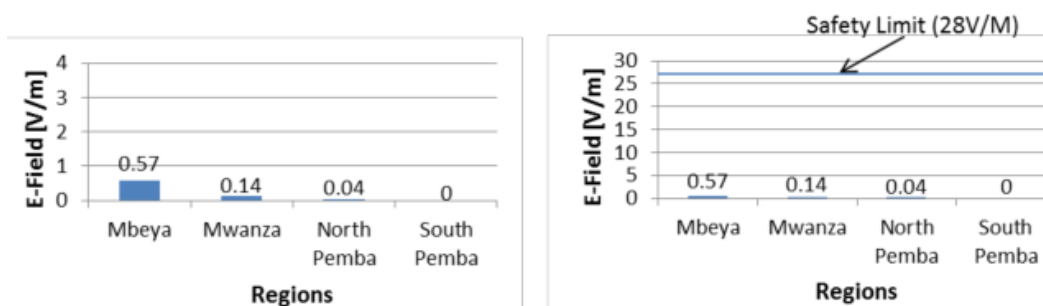 E-Field [V/m]
4
3
2
1
0
0.57
0.14
0.04
0
Mbeya
Mwanza
North
Pemba
South
Pemba
Regions
Safety Limit (28V/M)
E-Field [V/m]
30
25
20
15
10
5
0
0.57
0.14
0.04
0
Mbeya
Mwanza
North
Pemba
South
Pemba
Regions